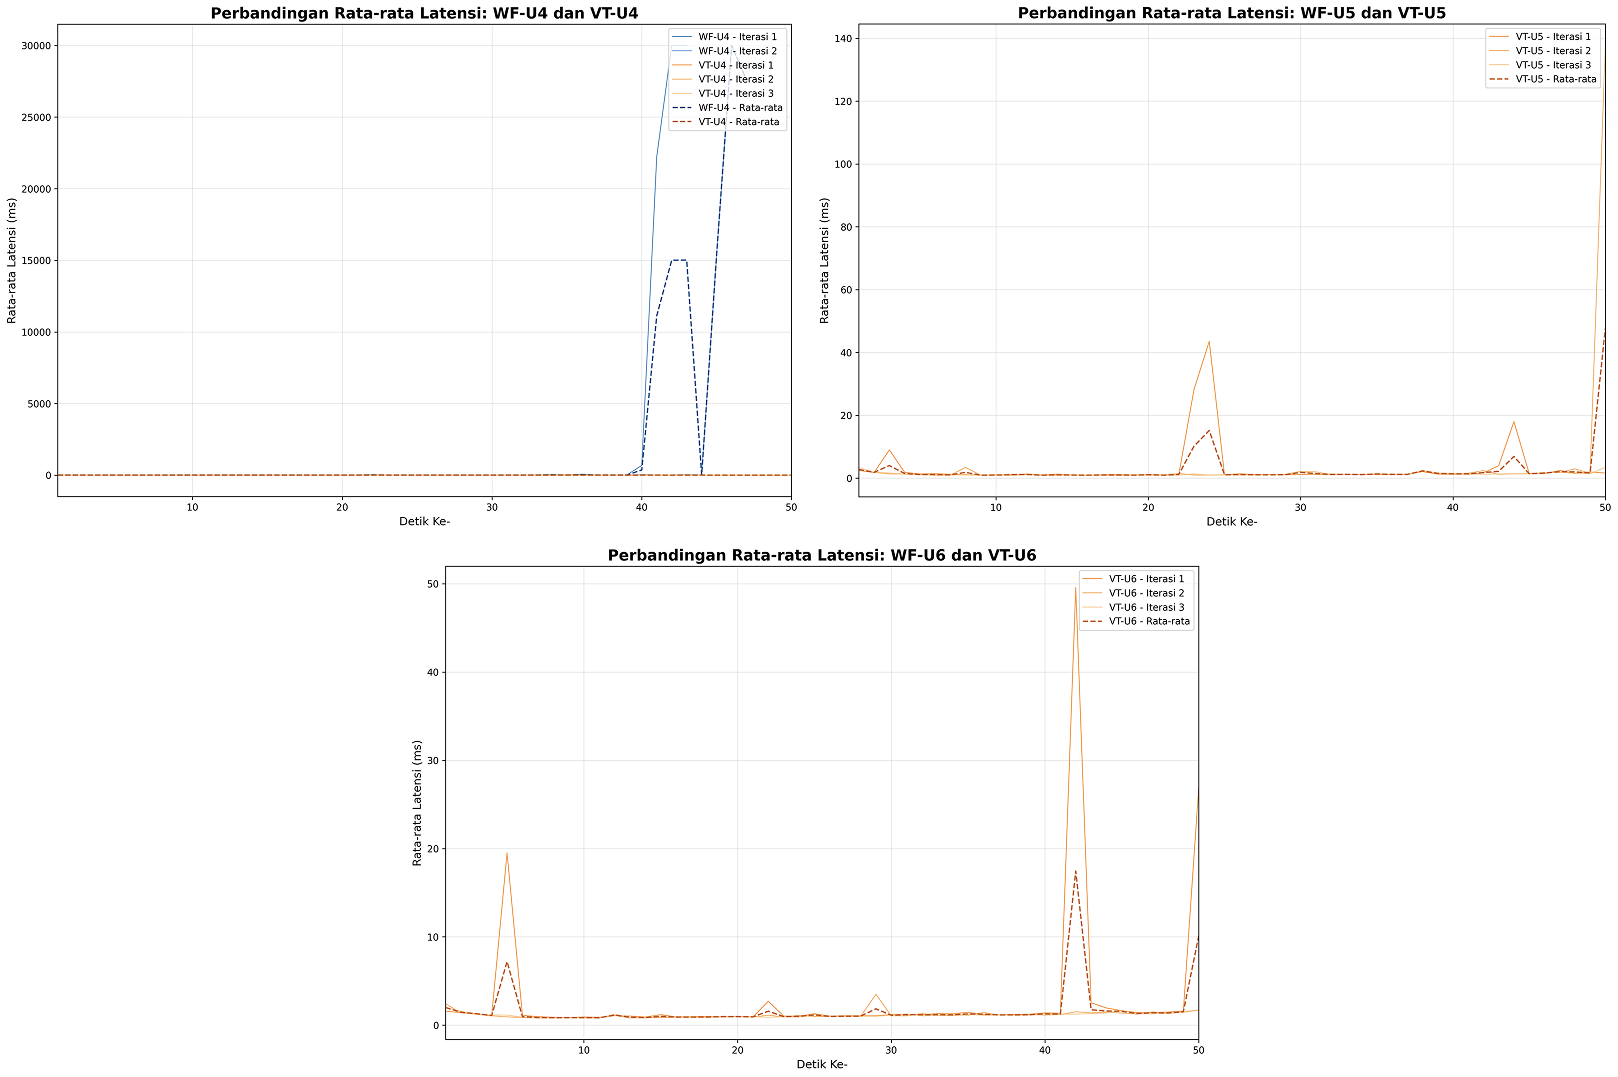 Perbandingan Rata-rata Latensi: WF-U4 dan VT-U4
30000
25000
20000
15000
10000
5000
0
Rata-rata Latensi (ms)
10
20
30
40
50
Detik Ke-
WF-U4 - Iterasi 1
WF-U4 - Iterasi 2
VT-U4 - Iterasi 1
VT-U4 - Iterasi 2
VT-U4 - Iterasi 3
WF-U4 - Rata-rata
VT-U4 - Rata-rata
Perbandingan Rata-rata Latensi: WF-U5 dan VT-U5
140
120
100
80
60
40
20
0
Rata-rata Latensi (ms)
10
20
30
40
50
Detik Ke-
VT-U5 - Iterasi 1
VT-U5 - Iterasi 2
VT-U5 - Iterasi 3
VT-U5 - Rata-rata
Perbandingan Rata-rata Latensi: WF-U6 dan VT-U6
50
40
30
20
10
0
Rata-rata Latensi (ms)
10
20
30
40
50
Detik Ke-
VT-U6 - Iterasi 1
VT-U6 - Iterasi 2
VT-U6 - Iterasi 3
VT-U6 - Rata-rata